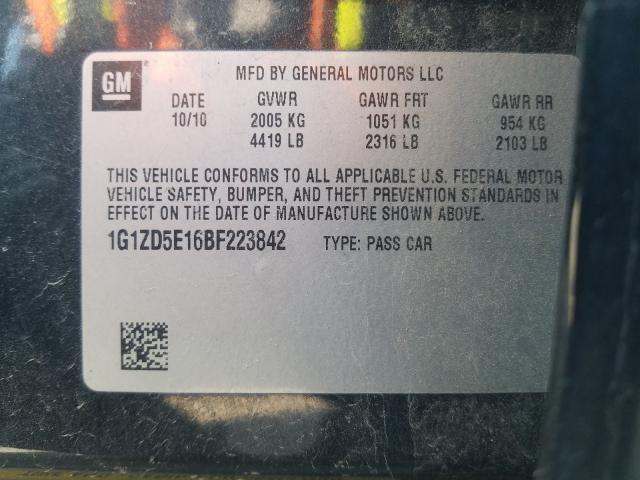 GM
MFD BY GENERAL MOTORS LLC
DATE GVWR GAWR FRT GAWR RR
10/10 2005 KG 1051 KG 954 KG
4419 LB 2316 LB 2103 LB
THIS VEHICLE CONFORMS TO ALL APPLICABLE U.S. FEDERAL MOTOR
VEHICLE SAFETY, BUMPER, AND THEFT PREVENTION STANDARDS IN
EFFECT ON THE DATE OF MANUFACTURE SHOWN ABOVE.
1G1ZD5E16BF223842 TYPE: PASS CAR